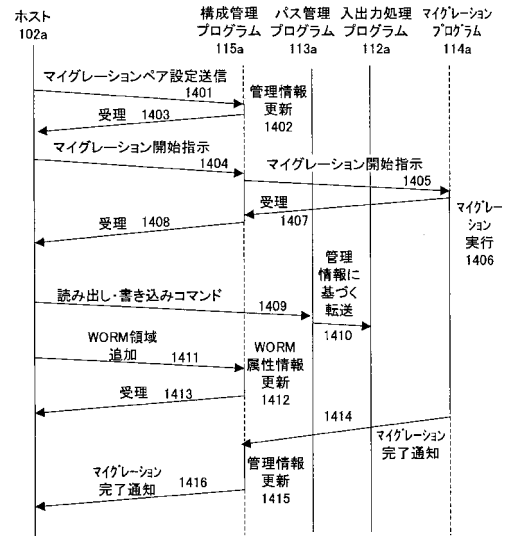 ホスト
102a
構成管理
プログラム
115a
パス管理
プログラム
113a
入出力処理
プログラム
112a
マイグレーション
プログラム
114a
マイグレーションペア設定送信
1401
管理情報
更新
1402
受理 1403
マイグレーション開始指示
1404
マイグレーション開始指示
1405
受理
1407
マイグレー
ション
実行
1406
受理 1408
管理
情報に
基づく
転送
1410
読み出し・書き込みコマンド
1409
WORM領域
追加 1411
WORM
属性情報
更新
1412
受理 1413
1414
マイグレーション
完了通知
管理情報
更新
1415
マイグレーション
完了通知 1416